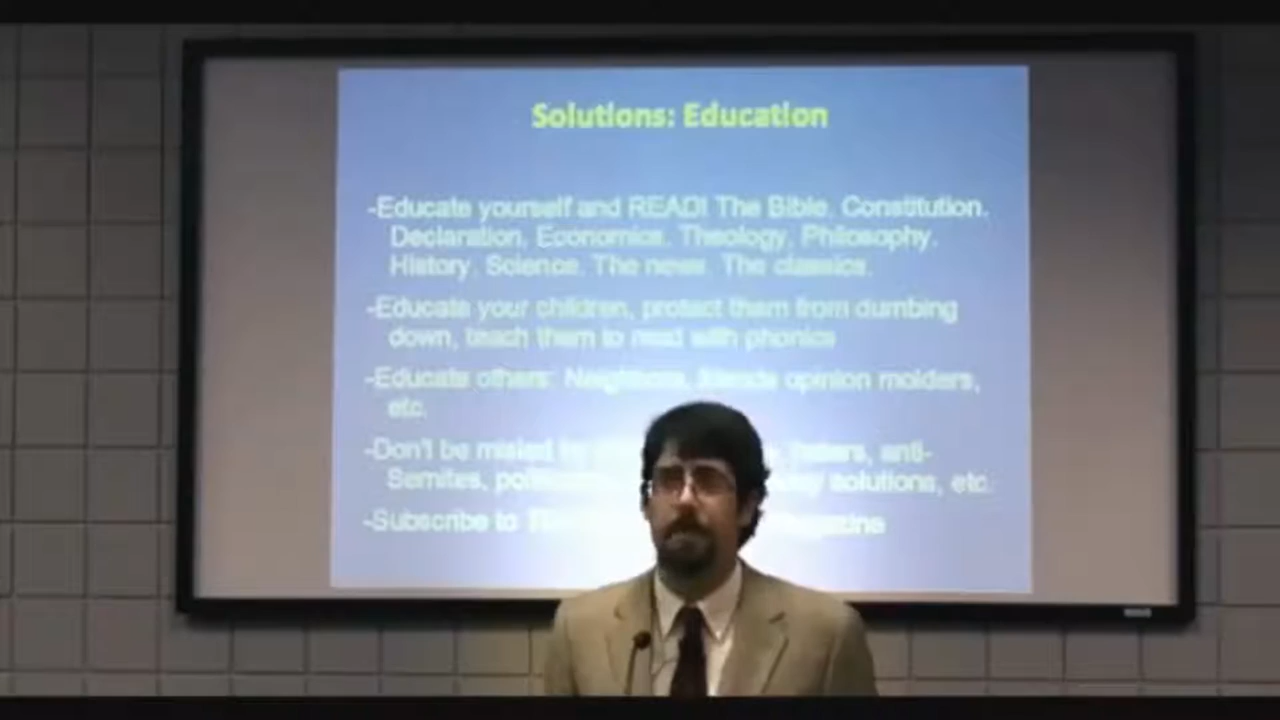 Solutions: Education
-Educate yourself and READ! The Bible. Constitution.
Declaration. Economics. Theology. Philosophy.
History. Science. The news. The classics.
-Educate your children, protect them from dumbing
down, teach them to read with phonics
-Educate others: Neighbors, friends opinion molders,
etc.
-Don't be misled by haters, anti-
Semites, solutions, etc.
-Subscribe to Magazine